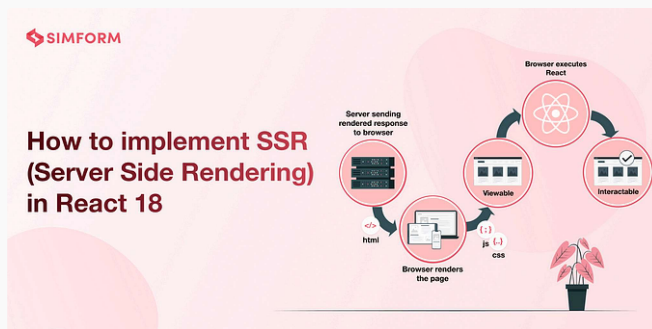 SIMFORM
How to implement SSR
(Server Side Rendering)
in React 18
Server sending
rendered response
to browser
</>
html
Browser renders
the page
{;}
js
{..}
css
Viewable
Browser executes
React
Interactable